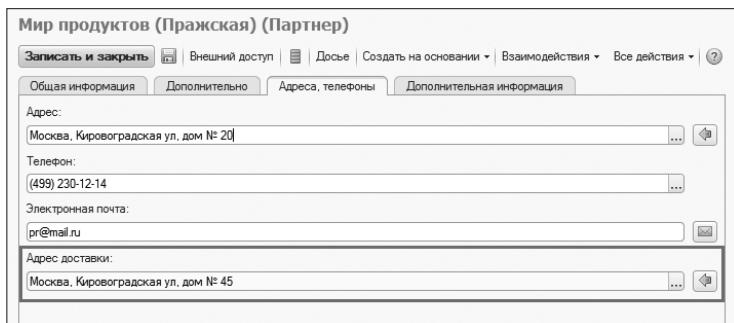 Мир продуктов (Пражская) (Партнер)
Записать и закрыть Внешний доступ Досье Создать на основании Взаимодействия Все действия ?
Общая информация Дополнительно Адреса, телефоны Дополнительная информация
Адрес:
Москва, Кировоградская ул, дом № 20 ...
Телефон:
(499) 230-12-14 ...
Электронная почта:
pr@mail.ru
Адрес доставки:
Москва, Кировоградская ул, дом № 45 ...